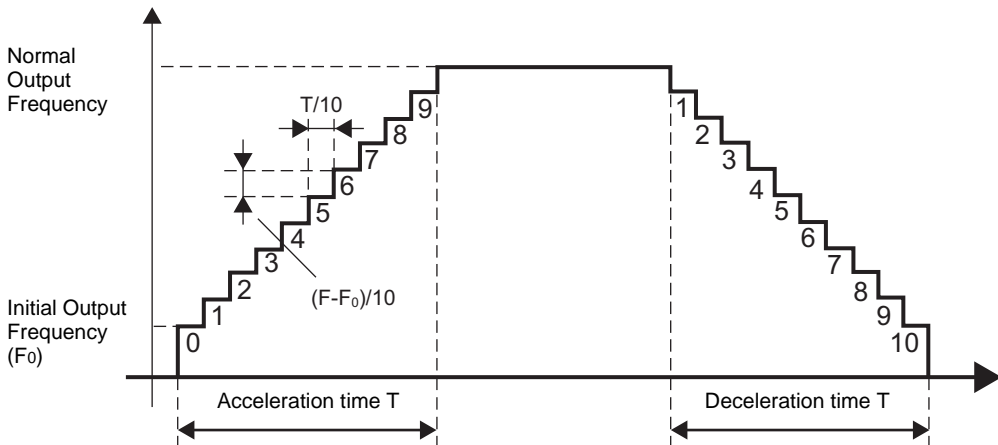 Normal
Output
Frequency
T/10
9
8
7
6
5
4
3
2
1
0
(F-F₀)/10
1
2
3
4
5
6
7
8
9
10
Initial Output
Frequency
(F₀)
Acceleration time T
Deceleration time T